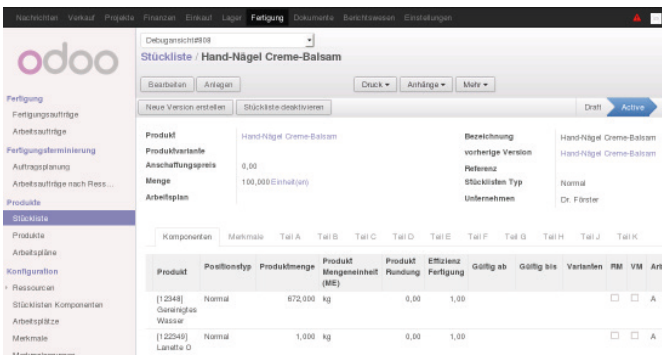 Nachrichten Verkauf Projekte Finanzen Einkauf Lager Fertigung Dokumente Berichtswesen Einstellungen
odoo
Debugansicht#808
Stückliste / Hand-Nägel Creme-Balsam
Bearbeiten Anlegen Druck Anhänge Mehr
Neue Version erstellen Stückliste deaktivieren Draft Active
Fertigung
Fertigungsaufträge
Arbeitsaufträge
Fertigungsterminierung
Auftragsplanung
Arbeitsaufträge nach Ress...
Produkte
Stückliste
Produkte
Arbeitspläne
Konfiguration
Ressourcen
Stücklisten Komponenten
Arbeitsplätze
Merkmale
Produkt Hand-Nägel Creme-Balsam
Produktvariante
Anschaffungspreis 0,00
Menge 100,000 Einheit(en)
Arbeitsplan
Bezeichnung Hand-Nägel Creme-Balsam
vorherige Version Hand-Nägel Creme-Balsam
Referenz
Stücklisten Typ Normal
Unternehmen Dr. Förster
Komponenten Merkmale Teil A Teil B Teil C Teil D Teil E Teil F Teil G Teil H Teil J Teil K
Produkt Positionstyp Produktmenge Produkt Mengeneinheit (ME) Produkt Rundung Effizienz Fertigung Gültig ab Gültig bis Varianten RM VM Art
[12348] Gereinigtes Wasser Normal 672,000 kg 0,00 1,00 A
[122348] Lanette O Normal 1,000 kg 0,00 1,00 A